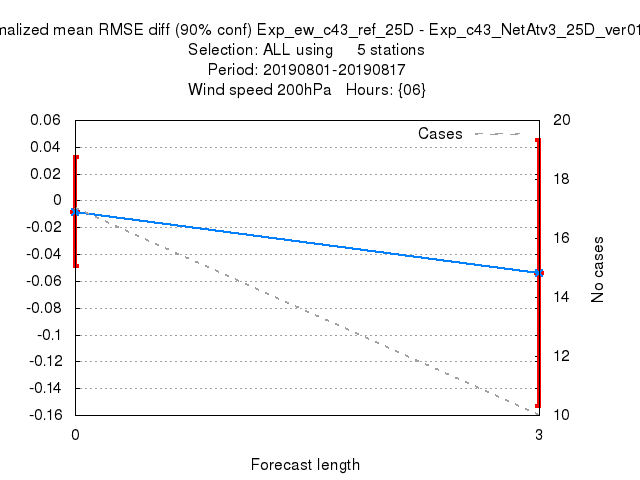 malized mean RMSE diff (90% conf) Exp_ew_c43_ref_25D - Exp_c43_NetAtv3_25D_ver01
Selection: ALL using 5 stations
Period: 20190801-20190817
Wind speed 200hPa Hours: {06}
0.06
0.04
0.02
0
-0.02
-0.04
-0.06
-0.08
-0.1
-0.12
-0.14
-0.16
Cases
20
18
16
14
12
10
No cases
0
3
Forecast length